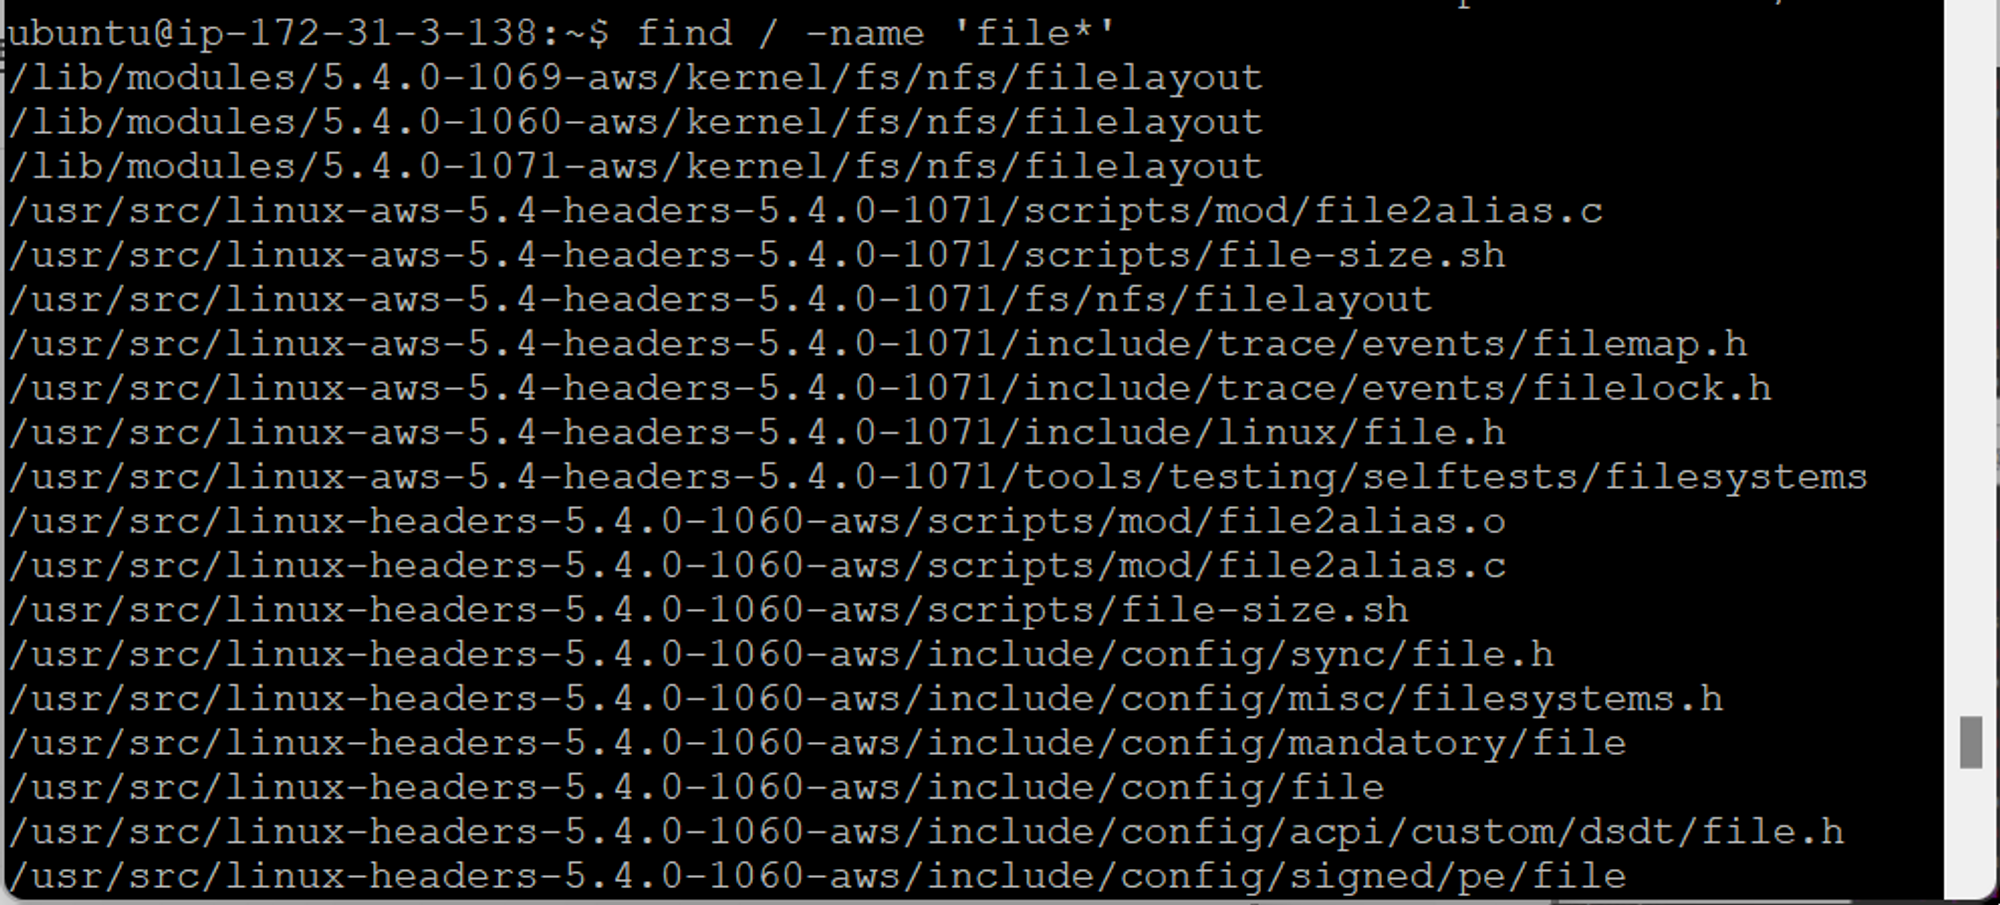 ubuntu@ip-172-31-3-138:~$ find / -name 'file*'
/lib/modules/5.4.0-1069-aws/kernel/fs/nfs/filelayout
/lib/modules/5.4.0-1060-aws/kernel/fs/nfs/filelayout
/lib/modules/5.4.0-1071-aws/kernel/fs/nfs/filelayout
/usr/src/linux-aws-5.4-headers-5.4.0-1071/scripts/mod/file2alias.c
/usr/src/linux-aws-5.4-headers-5.4.0-1071/scripts/file-size.sh
/usr/src/linux-aws-5.4-headers-5.4.0-1071/fs/nfs/filelayout
/usr/src/linux-aws-5.4-headers-5.4.0-1071/include/trace/events/filemap.h
/usr/src/linux-aws-5.4-headers-5.4.0-1071/include/trace/events/filelock.h
/usr/src/linux-aws-5.4-headers-5.4.0-1071/include/linux/file.h
/usr/src/linux-aws-5.4-headers-5.4.0-1071/tools/testing/selftests/filesystems
/usr/src/linux-headers-5.4.0-1060-aws/scripts/mod/file2alias.o
/usr/src/linux-headers-5.4.0-1060-aws/scripts/mod/file2alias.c
/usr/src/linux-headers-5.4.0-1060-aws/scripts/file-size.sh
/usr/src/linux-headers-5.4.0-1060-aws/include/config/sync/file.h
/usr/src/linux-headers-5.4.0-1060-aws/include/config/misc/filesystems.h
/usr/src/linux-headers-5.4.0-1060-aws/include/config/mandatory/file
/usr/src/linux-headers-5.4.0-1060-aws/include/config/file
/usr/src/linux-headers-5.4.0-1060-aws/include/config/acpi/custom/dsdt/file.h
/usr/src/linux-headers-5.4.0-1060-aws/include/config/signed/pe/file